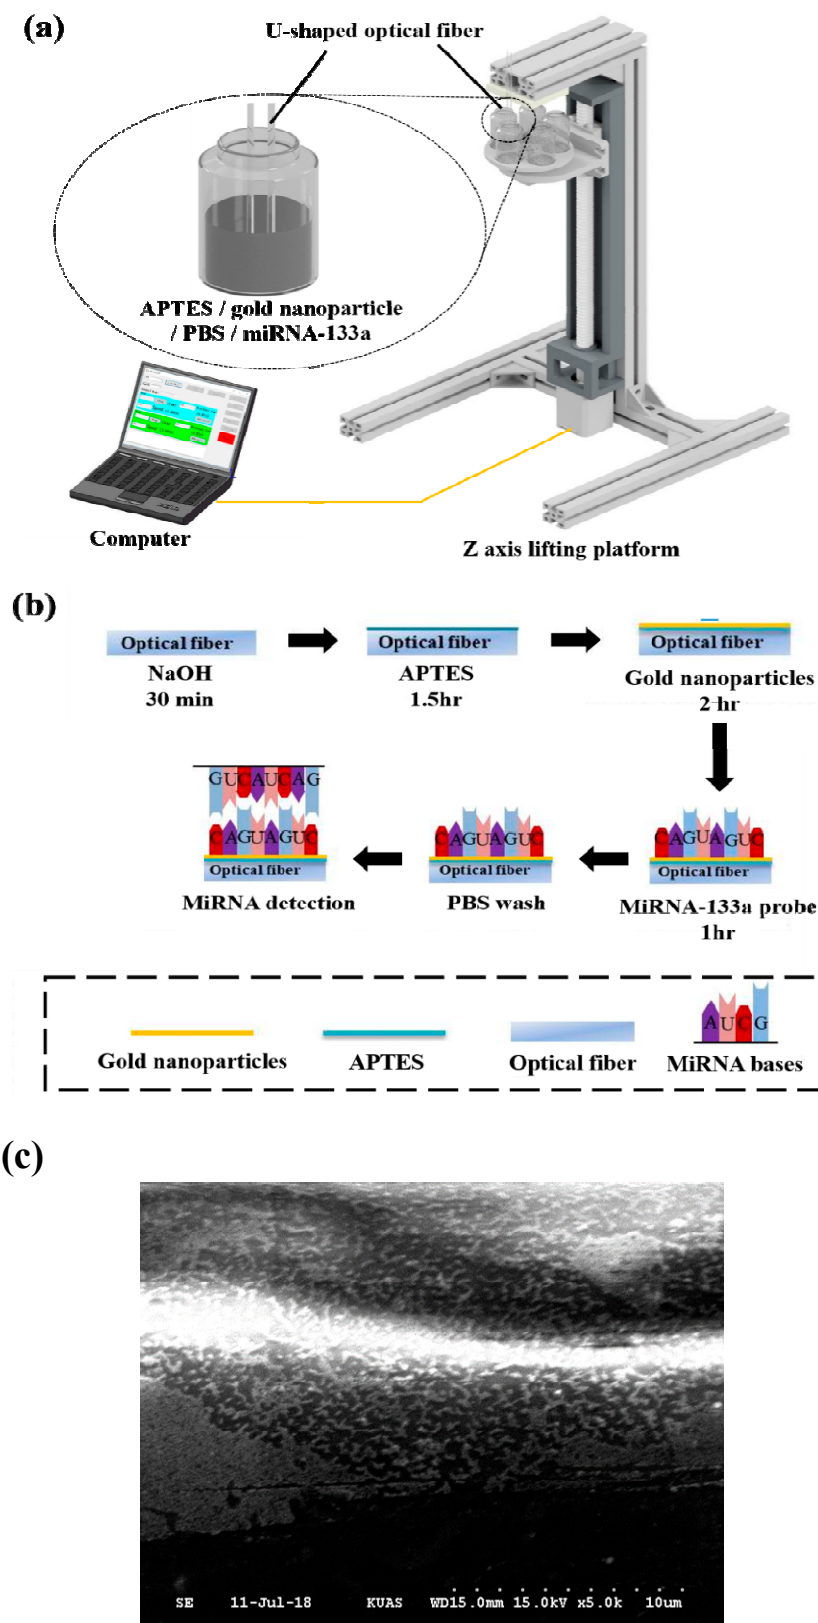 (a)
U-shaped optical fiber
APTES / gold nanoparticle
/ PBS / miRNA-133a
Computer
Z axis lifting platform
(b)
Optical fiber
Optical fiber
Optical fiber
NaOH
30 min
APTES
1.5hr
Gold nanoparticles
2 hr
GUCAUCAG
CAGUAGUC
Optical fiber
MiRNA detection
CAGUAGUC
Optical fiber
PBS wash
CAGUAGUC
Optical fiber
MiRNA-133a probe
1hr
Gold nanoparticles
APTES
Optical fiber
AUCG
MiRNA bases
(c)
SE 11-Jul-18 KUAS WD15.0mm 15.0kV x5.0k 10um